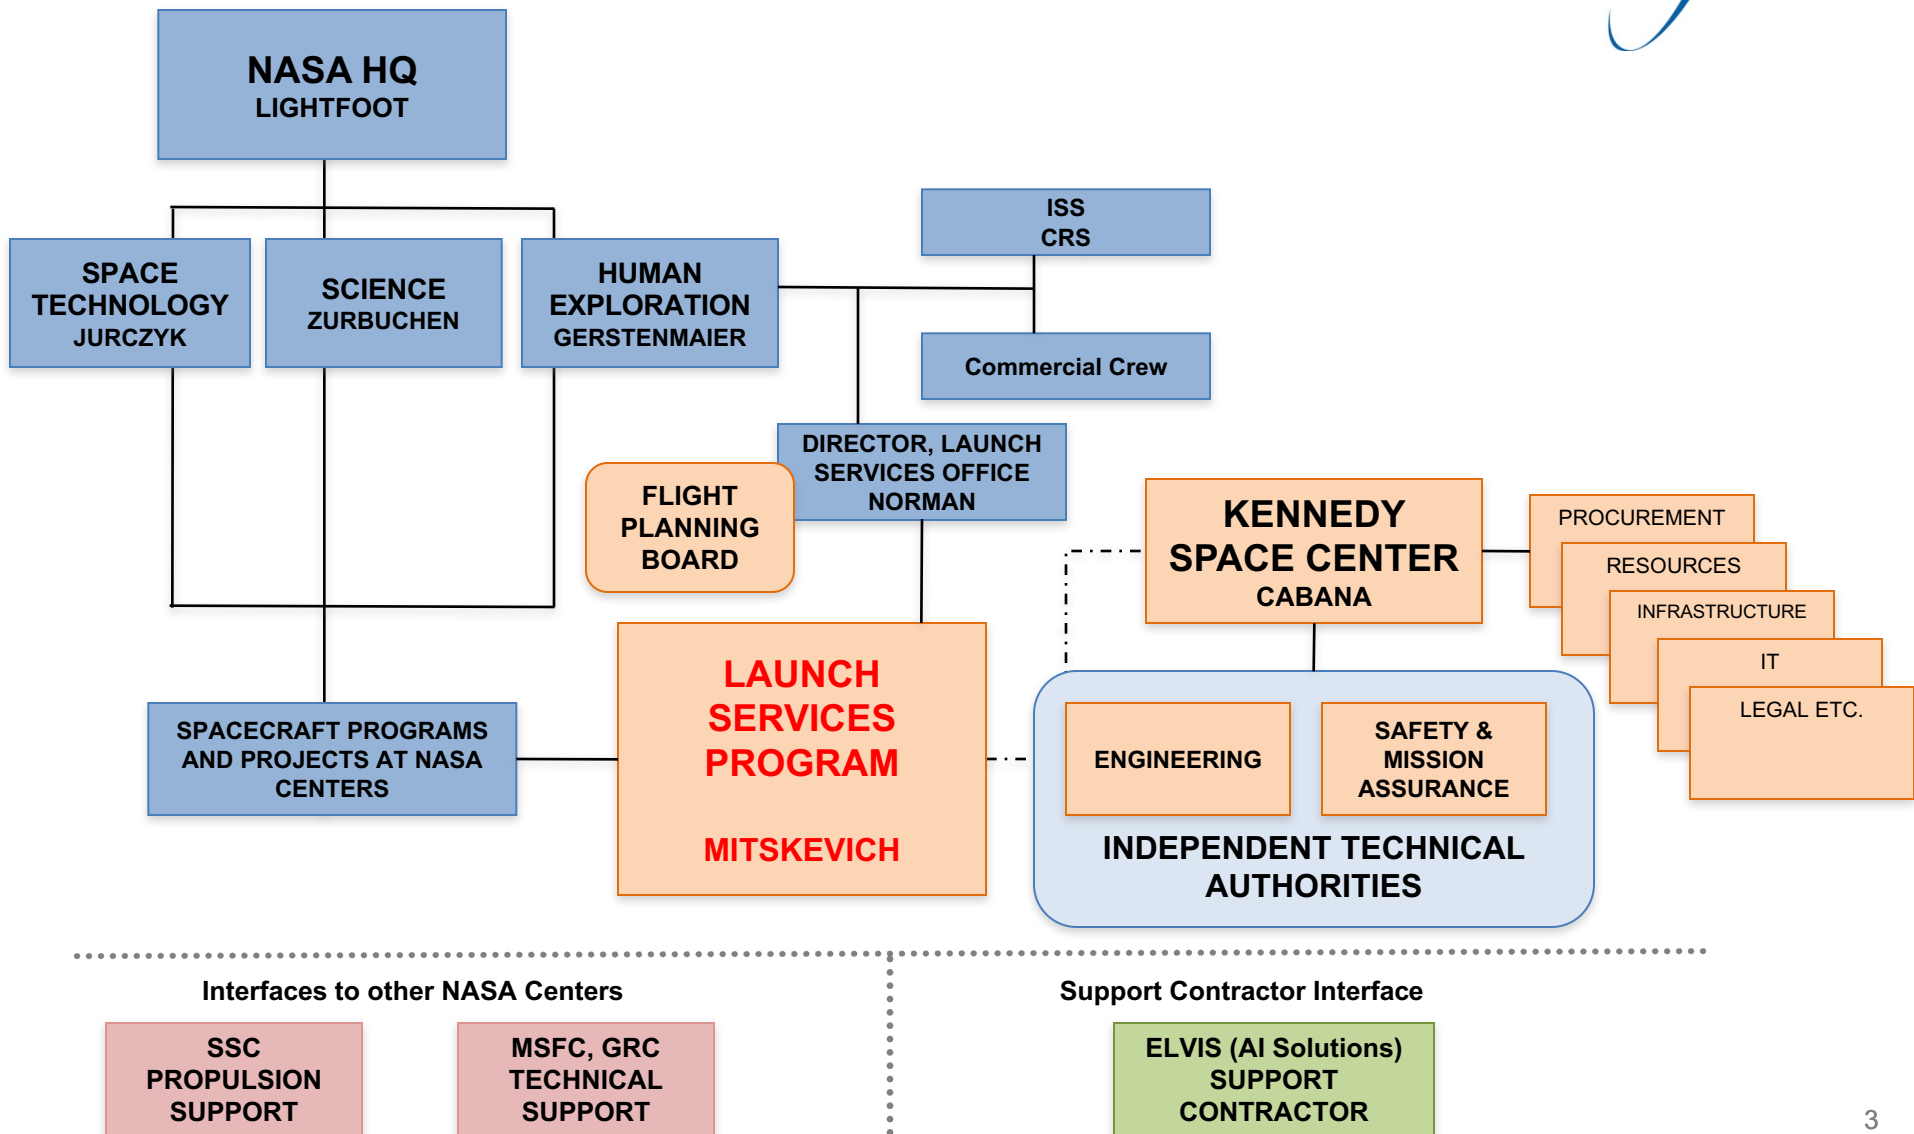 NASA HQ
LIGHTFOOT
ISS
CRS
SPACE
TECHNOLOGY
JURCZYK
SCIENCE
ZURBUCHEN
HUMAN
EXPLORATION
GERSTENMAIER
Commercial Crew
DIRECTOR, LAUNCH
SERVICES OFFICE
NORMAN
FLIGHT
PLANNING
BOARD
KENNEDY
SPACE CENTER
CABANA
PROCUREMENT
RESOURCES
INFRASTRUCTURE
IT
LEGAL ETC.
SPACECRAFT PROGRAMS
AND PROJECTS AT NASA
CENTERS
LAUNCH
SERVICES
PROGRAM
MITSKEVICH
ENGINEERING
SAFETY &
MISSION
ASSURANCE
INDEPENDENT TECHNICAL
AUTHORITIES
Interfaces to other NASA Centers
SSC
PROPULSION
SUPPORT
MSFC, GRC
TECHNICAL
SUPPORT
Support Contractor Interface
ELVIS (AI Solutions)
SUPPORT
CONTRACTOR
3